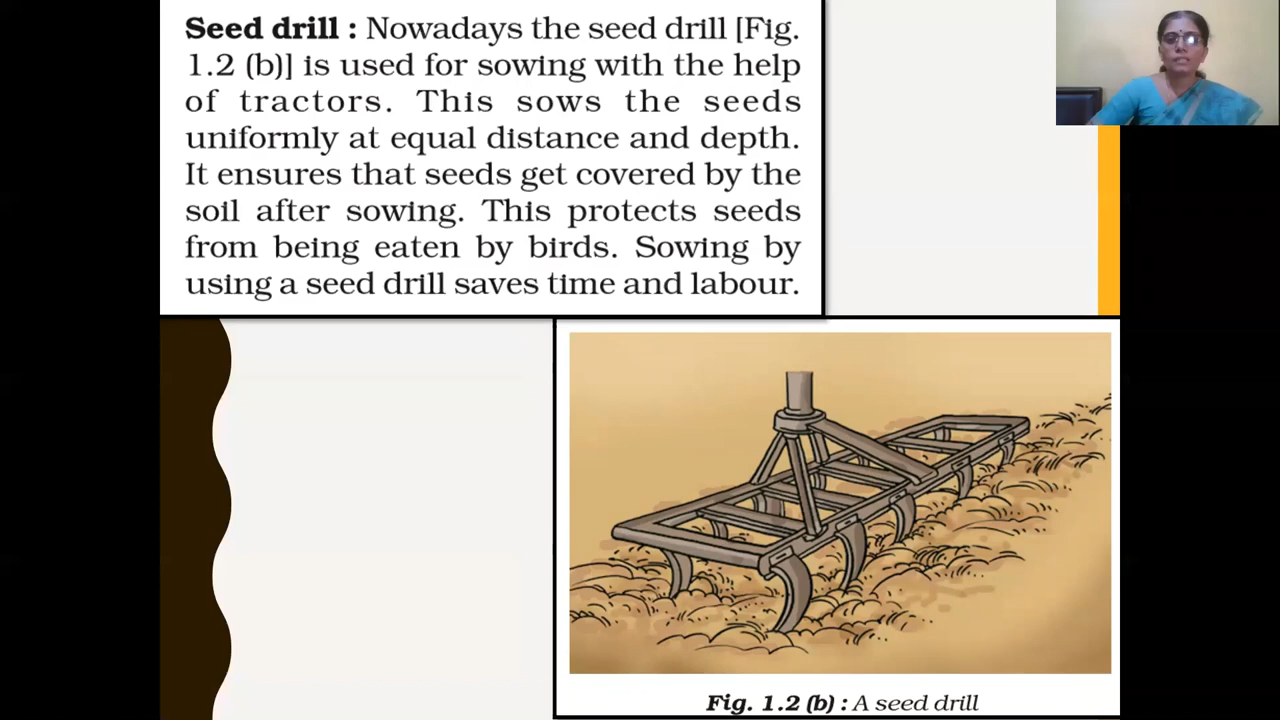 Seed drill : Nowadays the seed drill [Fig.
1.2 (b)] is used for sowing with the help
of tractors. This sows the seeds
uniformly at equal distance and depth.
It ensures that seeds get covered by the
soil after sowing. This protects seeds
from being eaten by birds. Sowing by
using a seed drill saves time and labour.
Fig. 1.2 (b) : A seed drill